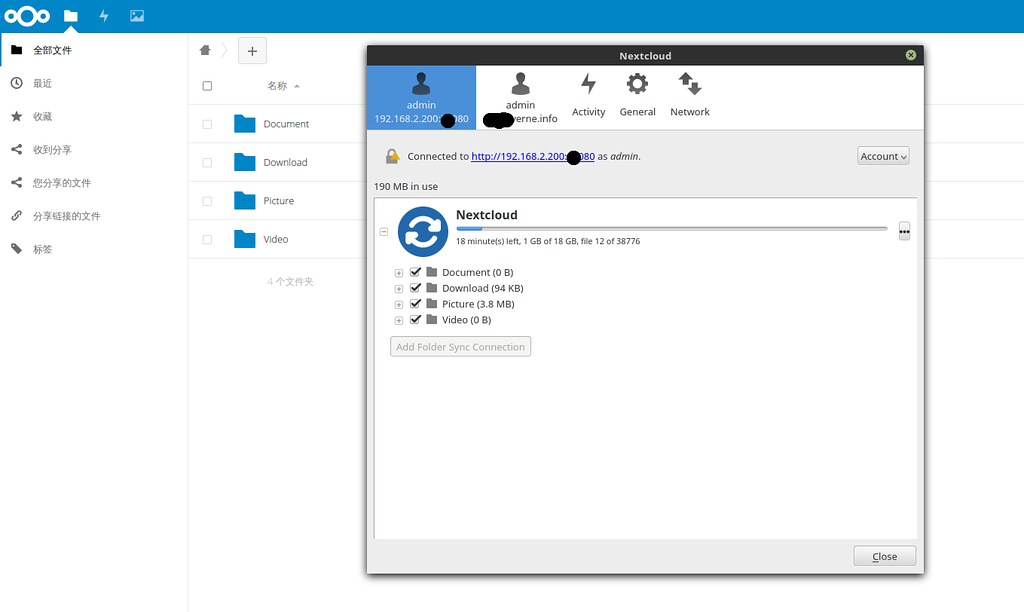 全部文件
最近
收藏
收到分享
您分享的文件
分享链接的文件
标签
名称
Document
Download
Picture
Video
4 个文件夹
Nextcloud
admin
192.168.2.200: 080
admin
verne.info
Activity
General
Network
Connected to http://192.168.2.200: 080 as admin.
Account
190 MB in use
Nextcloud
18 minute(s) left, 1 GB of 18 GB, file 12 of 38776
Document (0 B)
Download (94 KB)
Picture (3.8 MB)
Video (0 B)
Add Folder Sync Connection
Close